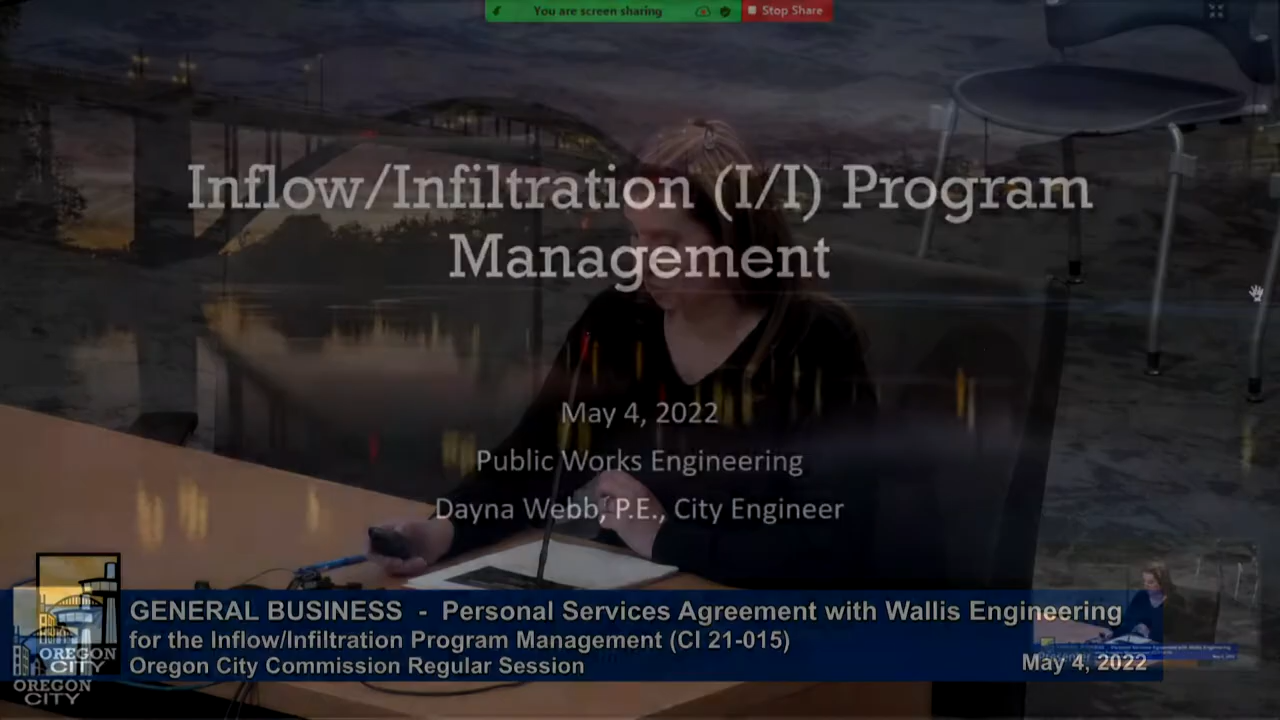 You are screen sharing
Stop Share
Inflow/Infiltration (I/I) Program
Management
May 4, 2022
Public Works Engineering
Dayna Webb, P.E., City Engineer
GENERAL BUSINESS - Personal Services Agreement with Wallis Engineering
for the Inflow/Infiltration Program Management (CI 21-015)
Oregon City Commission Regular Session
May 4, 2022
OREGON
CITY
OREGON
CITY